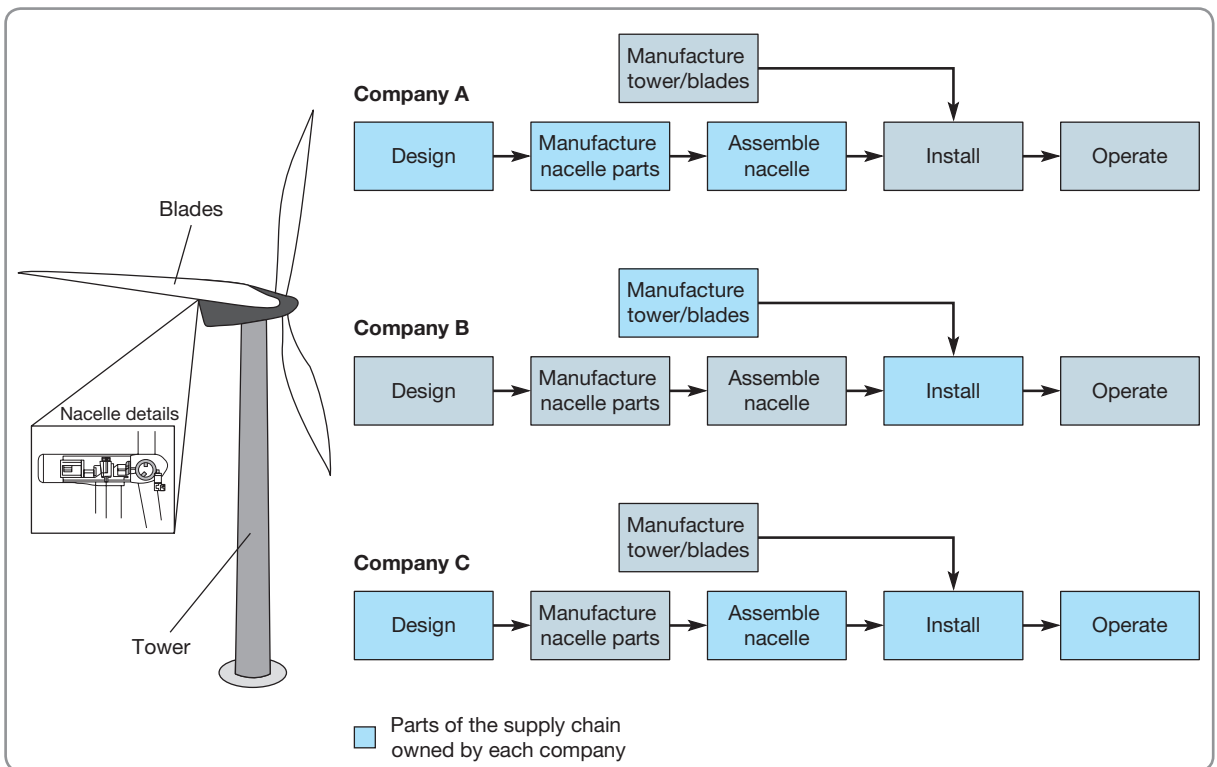 Blades
Nacelle details
Tower
Company A
Manufacture
tower/blades
Design
Manufacture
nacelle parts
Assemble
nacelle
Install
Operate
Company B
Manufacture
tower/blades
Design
Manufacture
nacelle parts
Assemble
nacelle
Install
Operate
Company C
Manufacture
tower/blades
Design
Manufacture
nacelle parts
Assemble
nacelle
Install
Operate
Parts of the supply chain
owned by each company